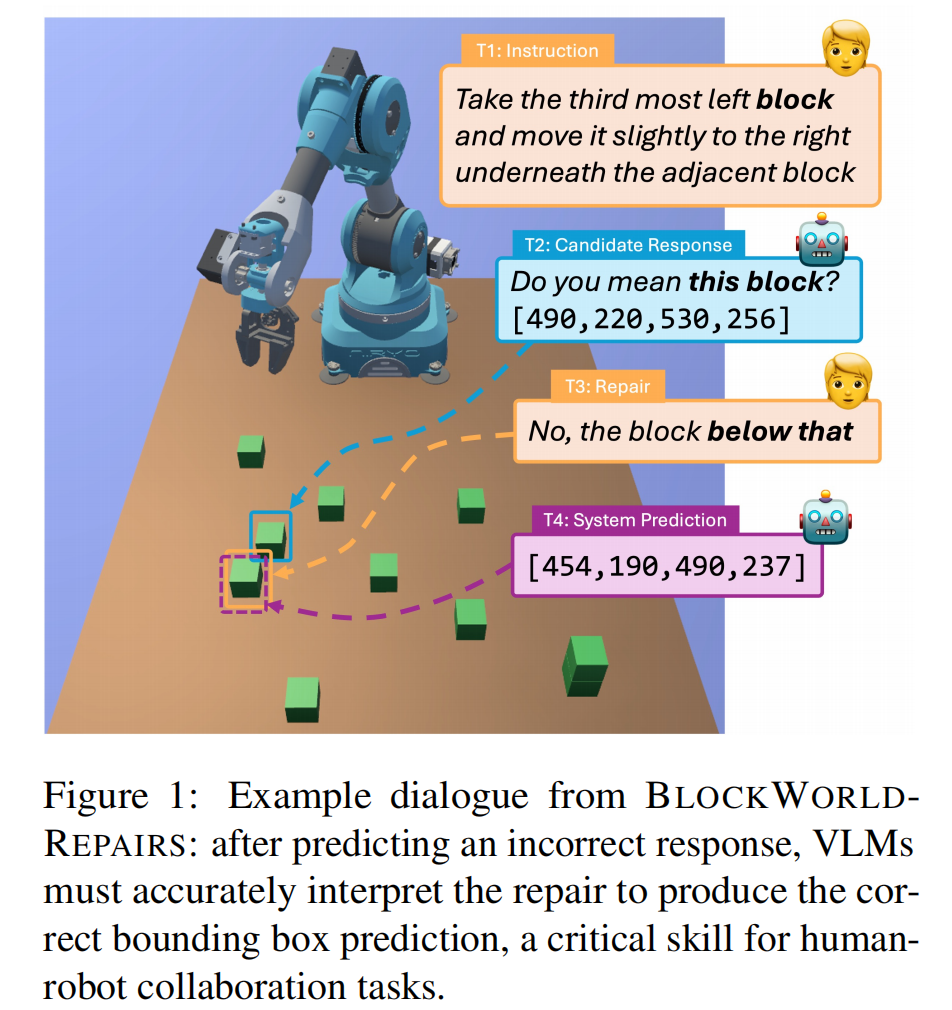 T1: Instruction
Take the third most left block
and move it slightly to the right
underneath the adjacent block
T2: Candidate Response
Do you mean this block?
[490,220,530,256]
T3: Repair
No, the block below that
T4: System Prediction
[454,190,490,237]
NIRYO
Figure 1: Example dialogue from BLOCKWORLD-
REPAIRS: after predicting an incorrect response, VLMs
must accurately interpret the repair to produce the cor-
rect bounding box prediction, a critical skill for human-
robot collaboration tasks.